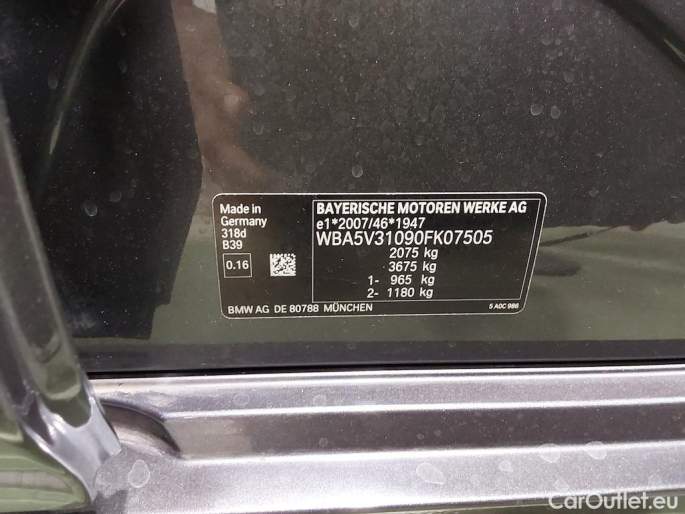 Made in
Germany
318d
B39
0.16
BAYERISCHE MOTOREN WERKE AG
e1*2007/46*1947
WBA5V31090FK07505
2075 kg
3675 kg
1- 965 kg
2- 1180 kg
BMW AG DE 80788 MÜNCHEN
5 A0C 986
CarOutlet.eu